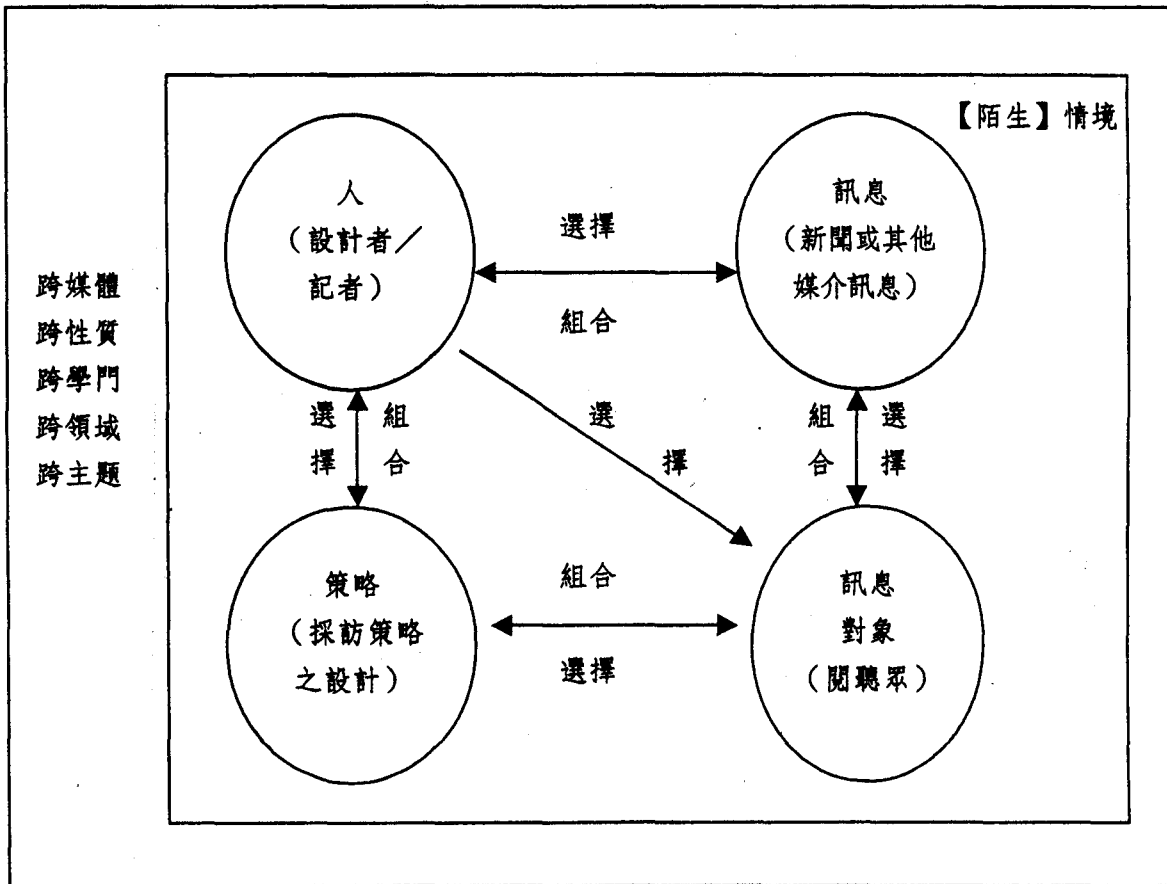 【陌生】情境
人
（設計者／
記者）
選擇
組合
訊息
（新聞或其他
媒介訊息）
跨媒體
跨性質
跨學門
跨領域
跨主題
選擇
組合
選擇
組合
選擇
策略
（採訪策略
之設計）
組合
選擇
訊息
對象
（閱聽眾）